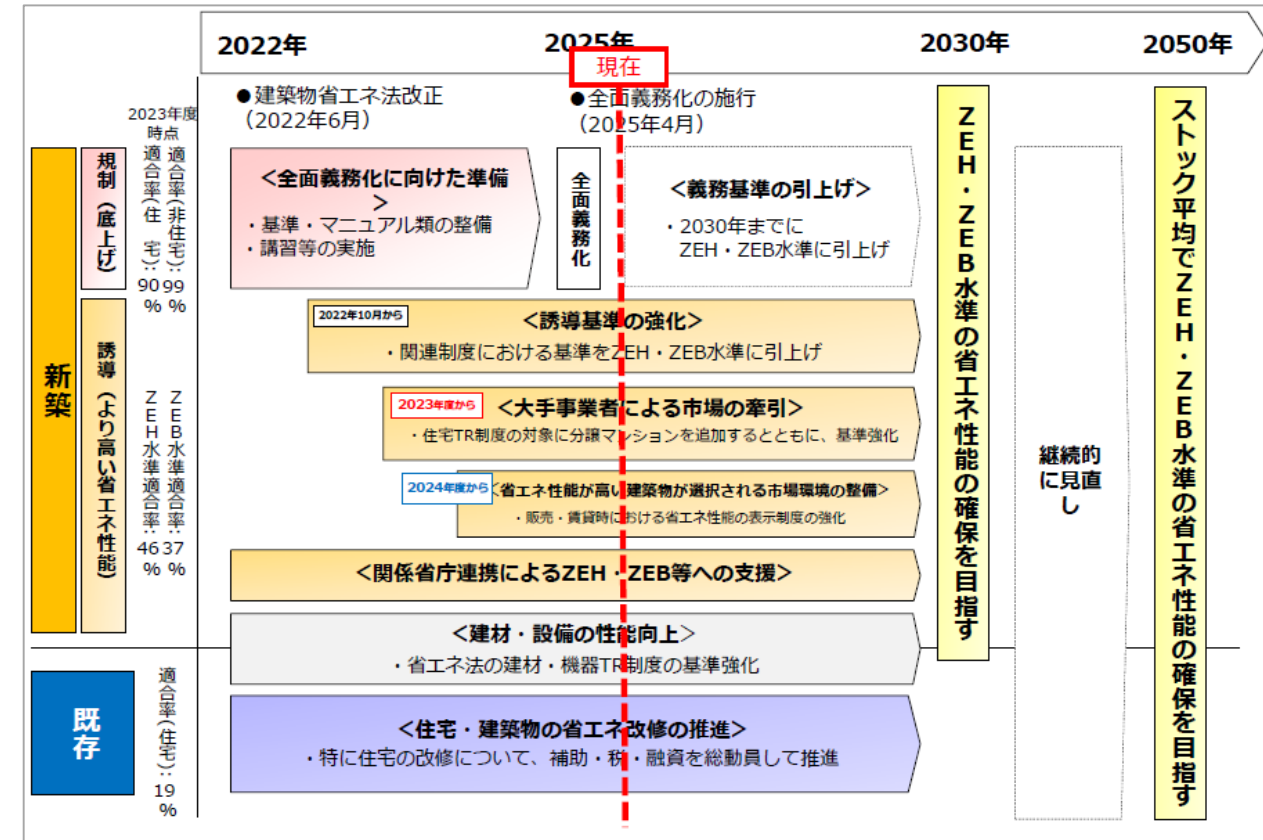 2022年
2025年
2030年
2050年
現在
●建築物省エネ法改正
（2022年6月）
●全面義務化の施行
（2025年4月）
2023年度
時点
新築
規制（底上げ）
適合率(住　宅)：90%
適合率(非住宅)：99%
＜全面義務化に向けた準備
＞
・基準・マニュアル類の整備
・講習等の実施
全面義務化
＜義務基準の引上げ＞
・2030年までに
ZEH・ZEB水準に引上げ
誘導（より高い省エネ性能）
ZEH水準適合率：46%
ZEB水準適合率：37%
2022年10月から
＜誘導基準の強化＞
・関連制度における基準をZEH・ZEB水準に引上げ
2023年度から
＜大手事業者による市場の牽引＞
・住宅TR制度の対象に分譲マンションを追加するとともに、基準強化
2024年度から
＜省エネ性能が高い建築物が選択される市場環境の整備＞
・販売・賃貸時における省エネ性能の表示制度の強化
＜関係省庁連携によるZEH・ZEB等への支援＞
＜建材・設備の性能向上＞
・省エネ法の建材・機器TR制度の基準強化
既存
適合率(住宅)：19%
＜住宅・建築物の省エネ改修の推進＞
・特に住宅の改修について、補助・税・融資を総動員して推進
ZEH・ZEB水準の省エネ性能の確保を目指す
継続的
に見直
し
ストック平均でZEH・ZEB水準の省エネ性能の確保を目指す